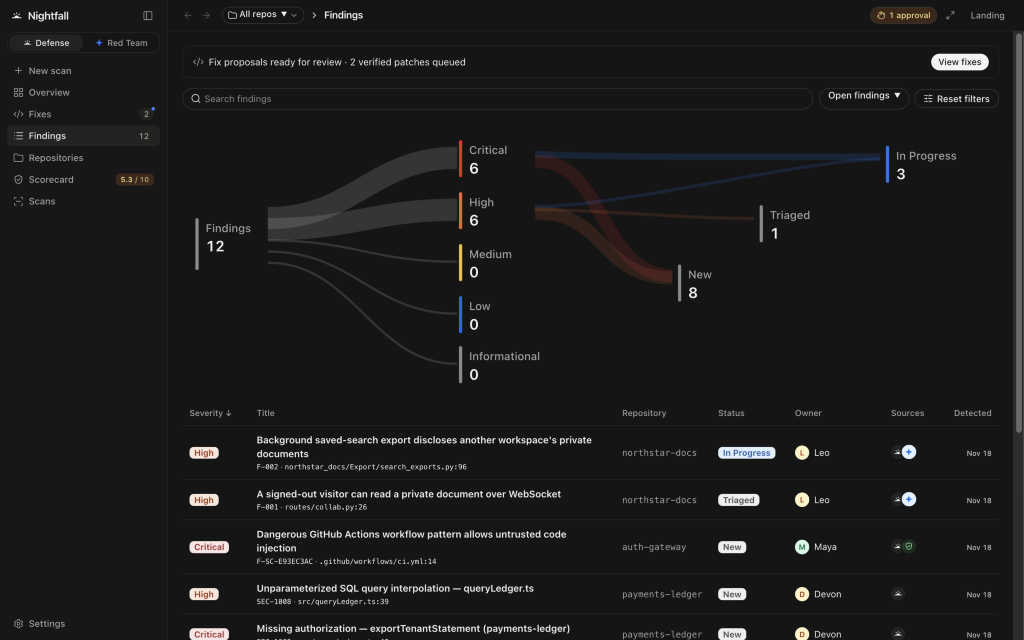 Nightfall
All repos ▼
Findings
1 approval
Landing
Defense
Red Team
New scan
Overview
Fixes 2
Findings 12
Repositories
Scorecard 5.3 / 10
Scans
Settings
Fix proposals ready for review · 2 verified patches queued
View fixes
Search findings
Open findings ▼
Reset filters
Findings
12
Critical
6
High
6
Medium
0
Low
0
Informational
0
In Progress
3
Triaged
1
New
8
Severity ↓ Title Repository Status Owner Sources Detected
High
Background saved-search export discloses another workspace's private
documents
F-002 · northstar_docs/Export/search_exports.py:96
northstar-docs In Progress L Leo Nov 18
High
A signed-out visitor can read a private document over WebSocket
F-001 · routes/collab.py:26
northstar-docs Triaged L Leo Nov 18
Critical
Dangerous GitHub Actions workflow pattern allows untrusted code
injection
F-SC-E93EC3AC · .github/workflows/ci.yml:14
auth-gateway New M Maya Nov 18
High
Unparameterized SQL query interpolation — queryLedger.ts
SEC-1008 · src/queryLedger.ts:39
payments-ledger New D Devon Nov 18
Critical
Missing authorization — exportTenantStatement (payments-ledger)
payments-ledger New D Devon Nov 18